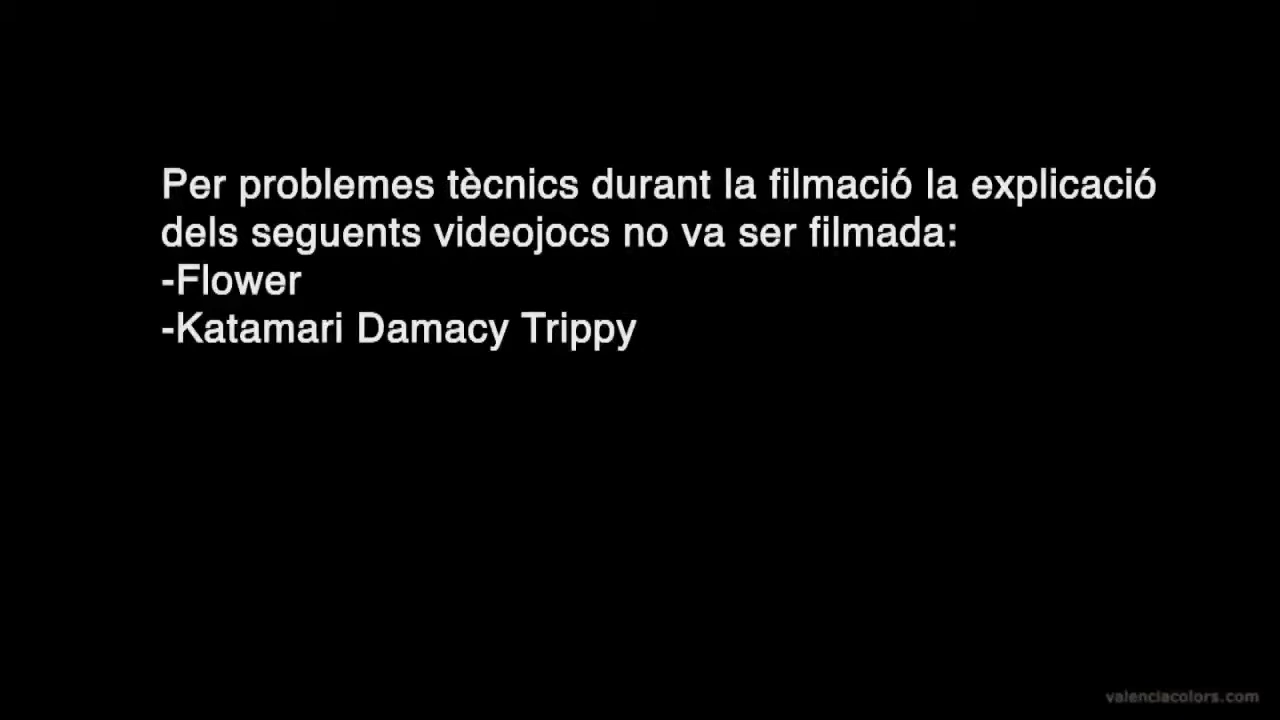 Per problemes tècnics durant la filmació la explicació
dels seguents videojocs no va ser filmada:
-Flower
-Katamari Damacy Trippy
valenciacolors.com